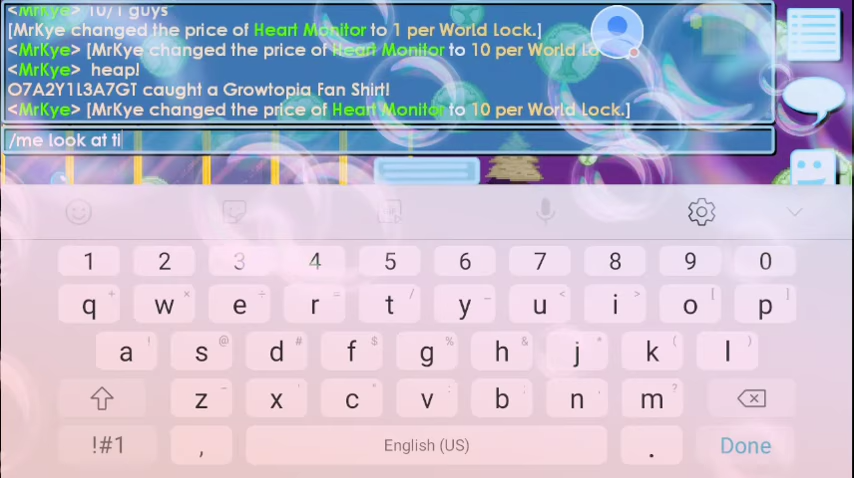 <MrKye> 10/1 guys
[MrKye changed the price of Heart Monitor to 1 per World Lock.]
<MrKye> [MrKye changed the price of Heart Monitor to 10 per World Lo
<MrKye> heap!
O7A2Y1L3A7GT caught a Growtopia Fan Shirt!
<MrKye> [MrKye changed the price of Heart Monitor to 10 per World Lock.]
/me look at ti
1 2 3 4 5 6 7 8 9 0
q + w × e ÷ r = t / y _ u < i > o [ p ]
a ! s @ d # f $ g % h & j * k ( l )
z - x ' c " v : b ; n , m ?
!#1 , English (US) . Done